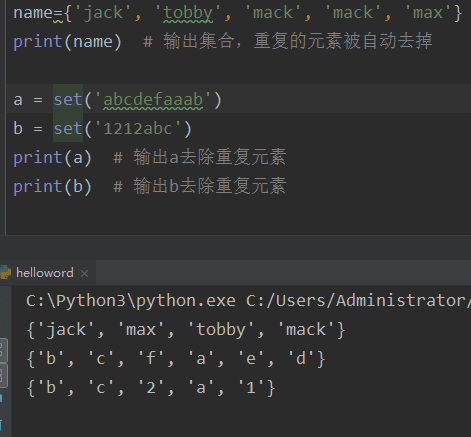 name={'jack', 'tobby', 'mack', 'mack', 'max'}
print(name)  # 输出集合，重复的元素被自动去掉
a = set('abcdefaaab')
b = set('1212abc')
print(a)  # 输出a去除重复元素
print(b)  # 输出b去除重复元素
helloword ×
C:\Python3\python.exe C:/Users/Administrator/
{'jack', 'max', 'tobby', 'mack'}
{'b', 'c', 'f', 'a', 'e', 'd'}
{'b', 'c', '2', 'a', '1'}